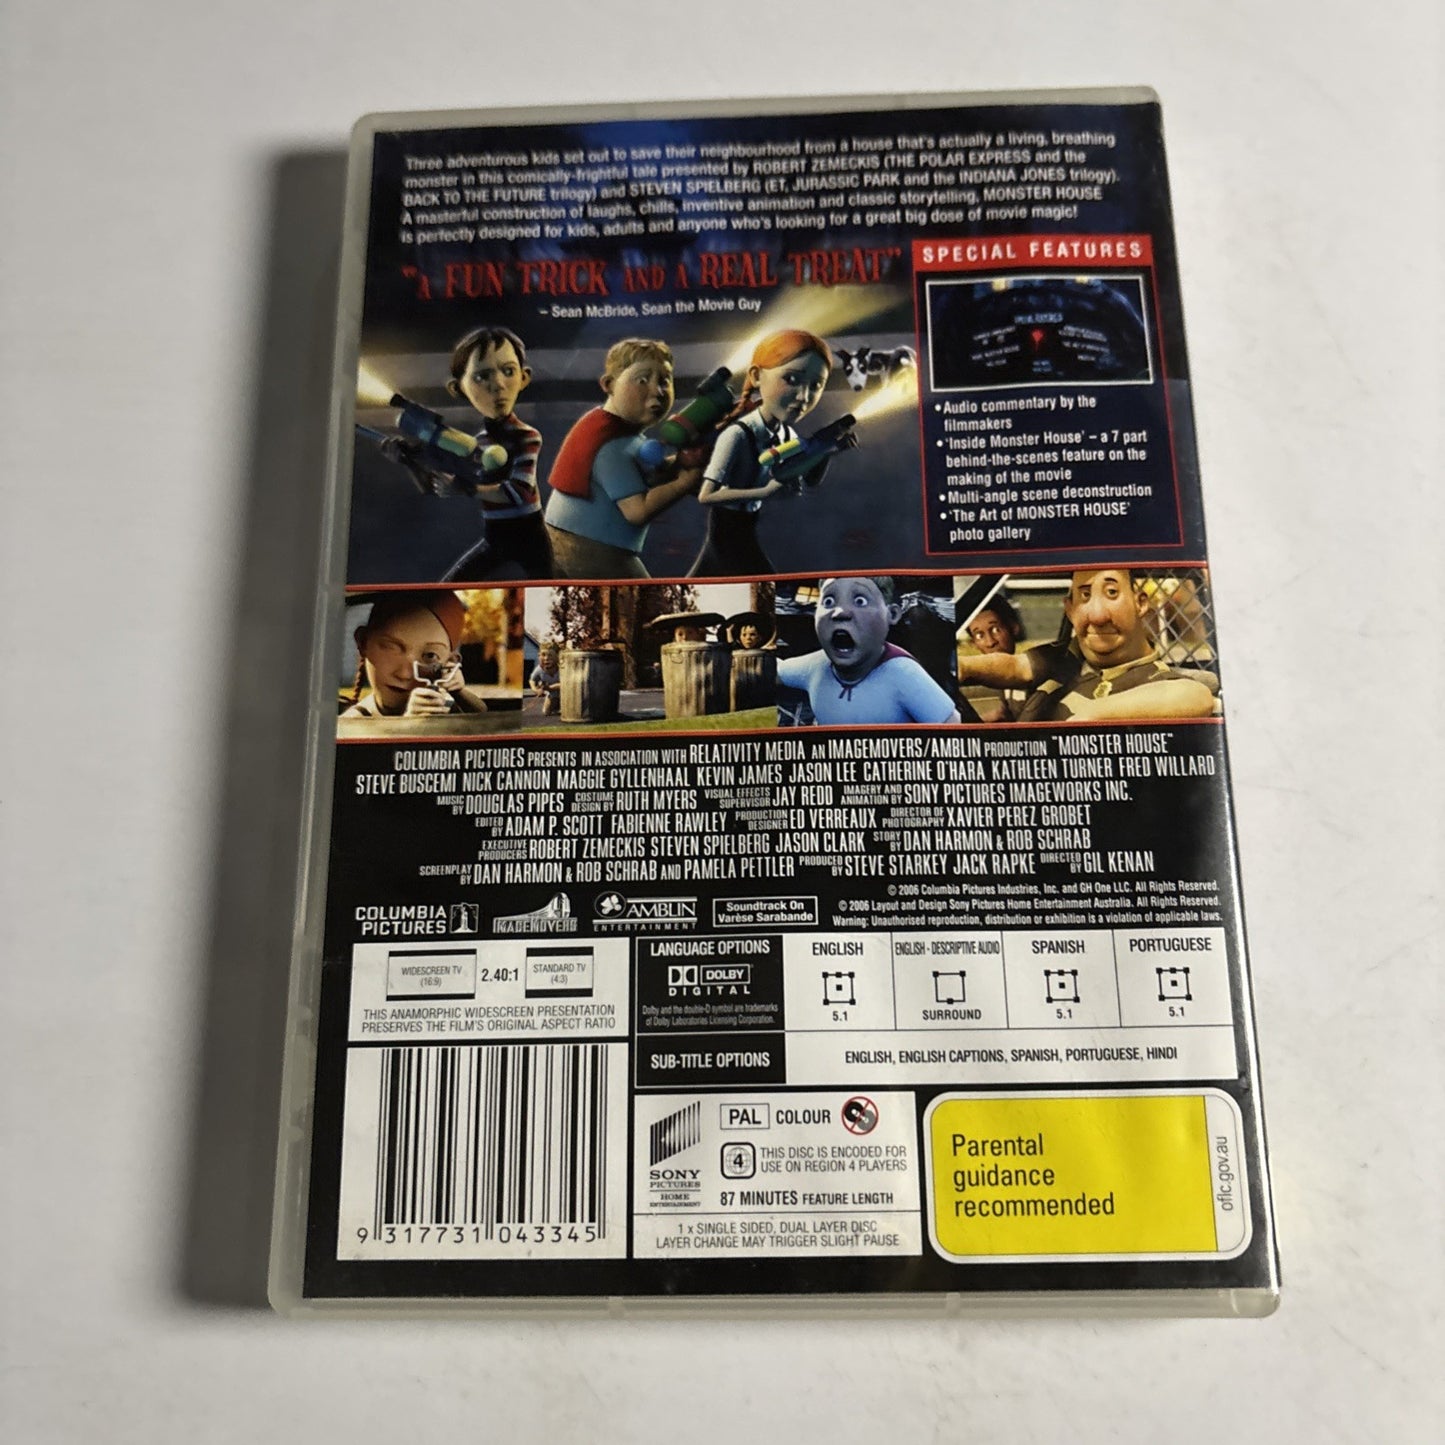 Three adventurous kids set out to save their neighbourhood from a house that's actually a living, breathing
monster in this comically-frightful tale presented by ROBERT ZEMECKIS (THE POLAR EXPRESS and the
BACK TO THE FUTURE trilogy) and STEVEN SPIELBERG (ET, JURASSIC PARK and the INDIANA JONES trilogy).
A masterful construction of laughs, chills, inventive animation and classic storytelling, MONSTER HOUSE
is perfectly designed for kids, adults and anyone who's looking for a great big dose of movie magic!
"A FUN TRICK AND A REAL TREAT"
– Sean McBride, Sean the Movie Guy
SPECIAL FEATURES
• Audio commentary by the
filmmakers
• 'Inside Monster House' – a 7 part
behind-the-scenes feature on the
making of the movie
• Multi-angle scene deconstruction
• 'The Art of MONSTER HOUSE'
photo gallery
COLUMBIA PICTURES PRESENTS IN ASSOCIATION WITH RELATIVITY MEDIA AN IMAGEMOVERS/AMBLIN PRODUCTION "MONSTER HOUSE"
STEVE BUSCEMI NICK CANNON MAGGIE GYLLENHAAL KEVIN JAMES JASON LEE CATHERINE O'HARA KATHLEEN TURNER FRED WILLARD
MUSIC BY DOUGLAS PIPES COSTUME DESIGN BY RUTH MYERS VISUAL EFFECTS SUPERVISOR JAY REDD IMAGERY AND ANIMATION BY SONY PICTURES IMAGEWORKS INC.
EDITED BY ADAM P. SCOTT FABIENNE RAWLEY PRODUCTION DESIGNER ED VERREAUX DIRECTOR OF PHOTOGRAPHY XAVIER PEREZ GROBET
EXECUTIVE PRODUCERS ROBERT ZEMECKIS STEVEN SPIELBERG JASON CLARK STORY BY DAN HARMON & ROB SCHRAB
SCREENPLAY BY DAN HARMON & ROB SCHRAB AND PAMELA PETTLER PRODUCED BY STEVE STARKEY JACK RAPKE DIRECTED BY GIL KENAN
COLUMBIA
PICTURES
IMAGEMOVERS
AMBLIN
ENTERTAINMENT
Soundtrack On
Varèse Sarabande
© 2006 Columbia Pictures Industries, Inc. and GH One LLC. All Rights Reserved.
© 2006 Layout and Design Sony Pictures Home Entertainment Australia. All Rights Reserved.
Warning: Unauthorised reproduction, distribution or exhibition is a violation of applicable laws.
WIDESCREEN TV
(16:9)
2.40:1
STANDARD TV
(4:3)
THIS ANAMORPHIC WIDESCREEN PRESENTATION
PRESERVES THE FILM'S ORIGINAL ASPECT RATIO
LANGUAGE OPTIONS
DOLBY
DIGITAL
Dolby and the double-D symbol are trademarks
of Dolby Laboratories Licensing Corporation.
ENGLISH
5.1
ENGLISH - DESCRIPTIVE AUDIO
SURROUND
SPANISH
5.1
PORTUGUESE
5.1
SUB-TITLE OPTIONS
ENGLISH, ENGLISH CAPTIONS, SPANISH, PORTUGUESE, HINDI
9 317731 043345
SONY
PICTURES
HOME
ENTERTAINMENT
PAL COLOUR
4
THIS DISC IS ENCODED FOR
USE ON REGION 4 PLAYERS
87 MINUTES FEATURE LENGTH
1 x SINGLE SIDED, DUAL LAYER DISC
LAYER CHANGE MAY TRIGGER SLIGHT PAUSE
Parental
guidance
recommended
oflc.gov.au